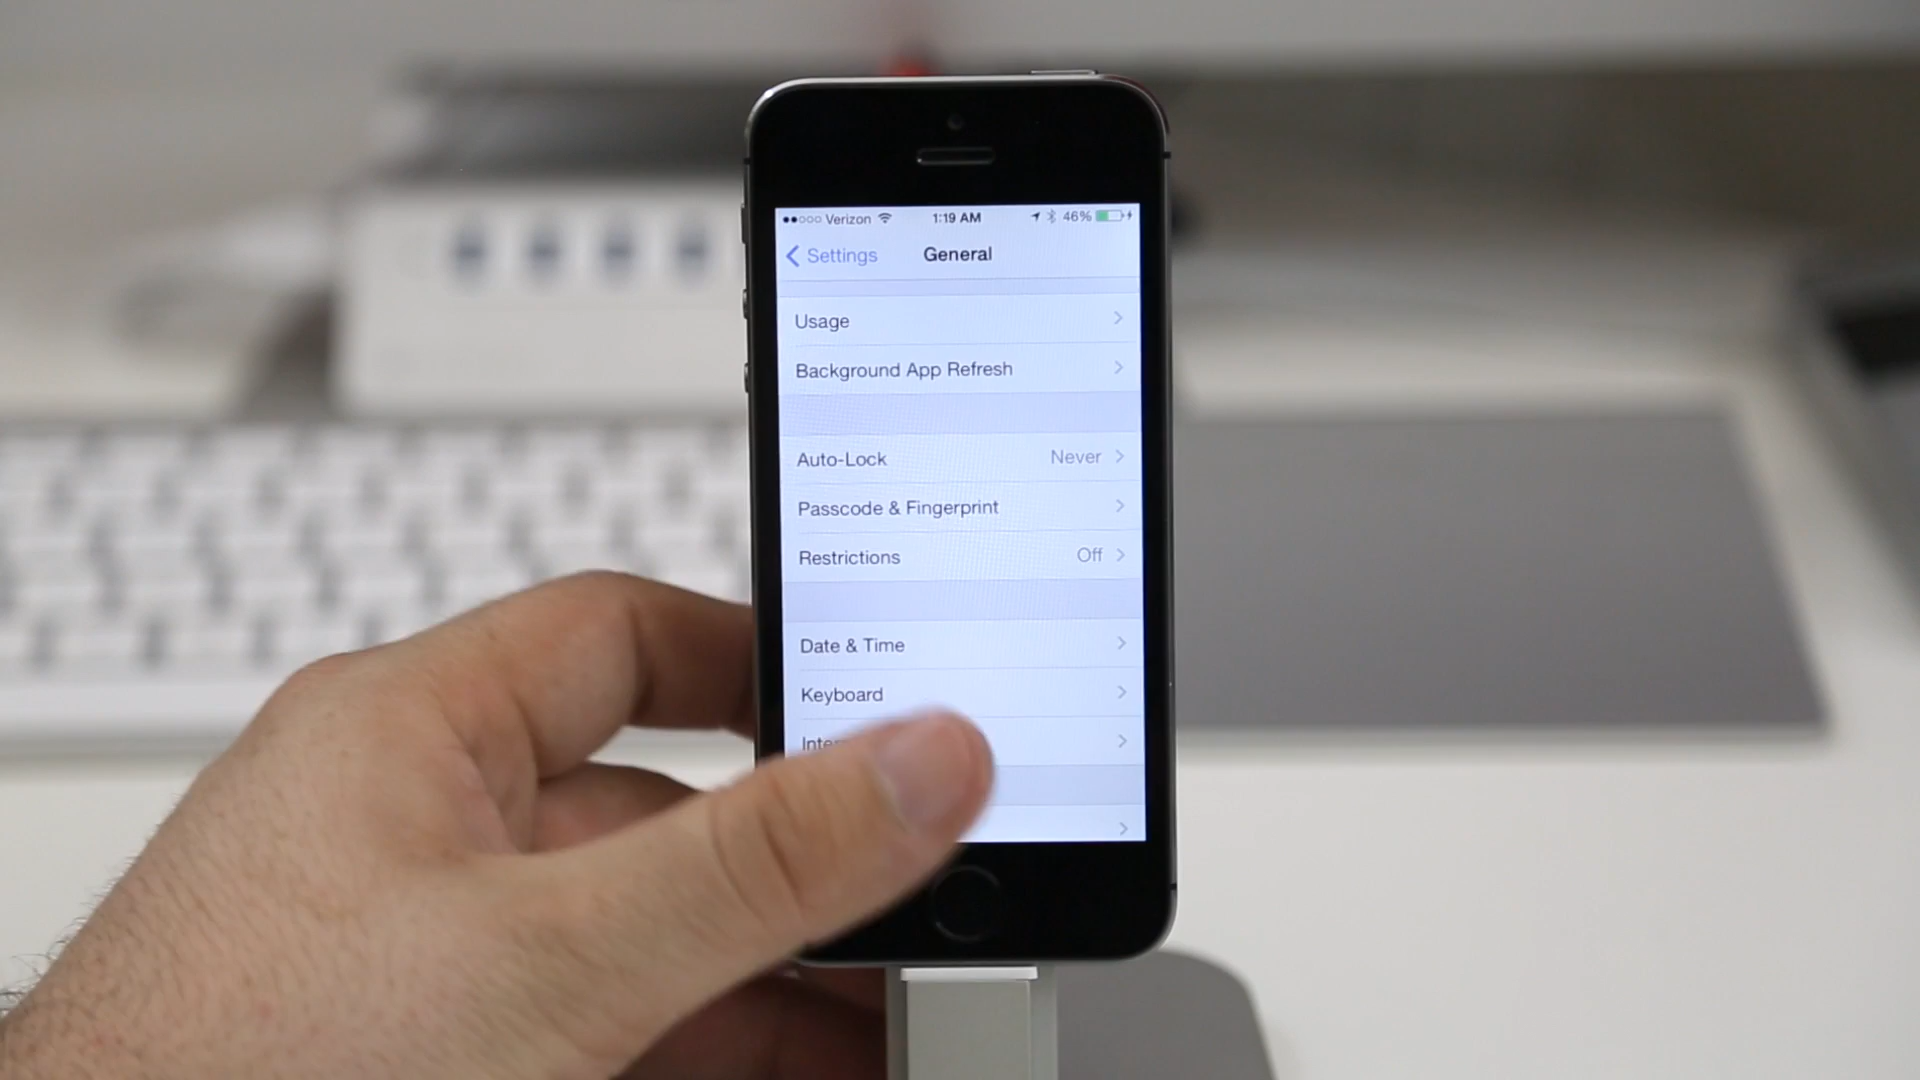 Verizon 1:19 AM 46%
Settings General
Usage
Background App Refresh
Auto-Lock Never
Passcode & Fingerprint
Restrictions Off
Date & Time
Keyboard